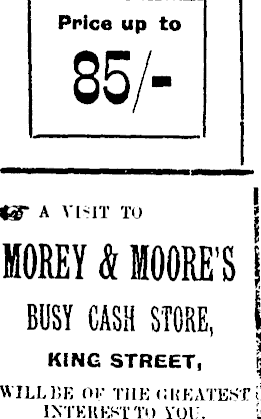 Price up to
85/-
☞ A VISIT TO
MOREY & MOORE'S
BUSY CASH STORE,
KING STREET,
WILL BE OF THE GREATEST
INTEREST TO YOU.